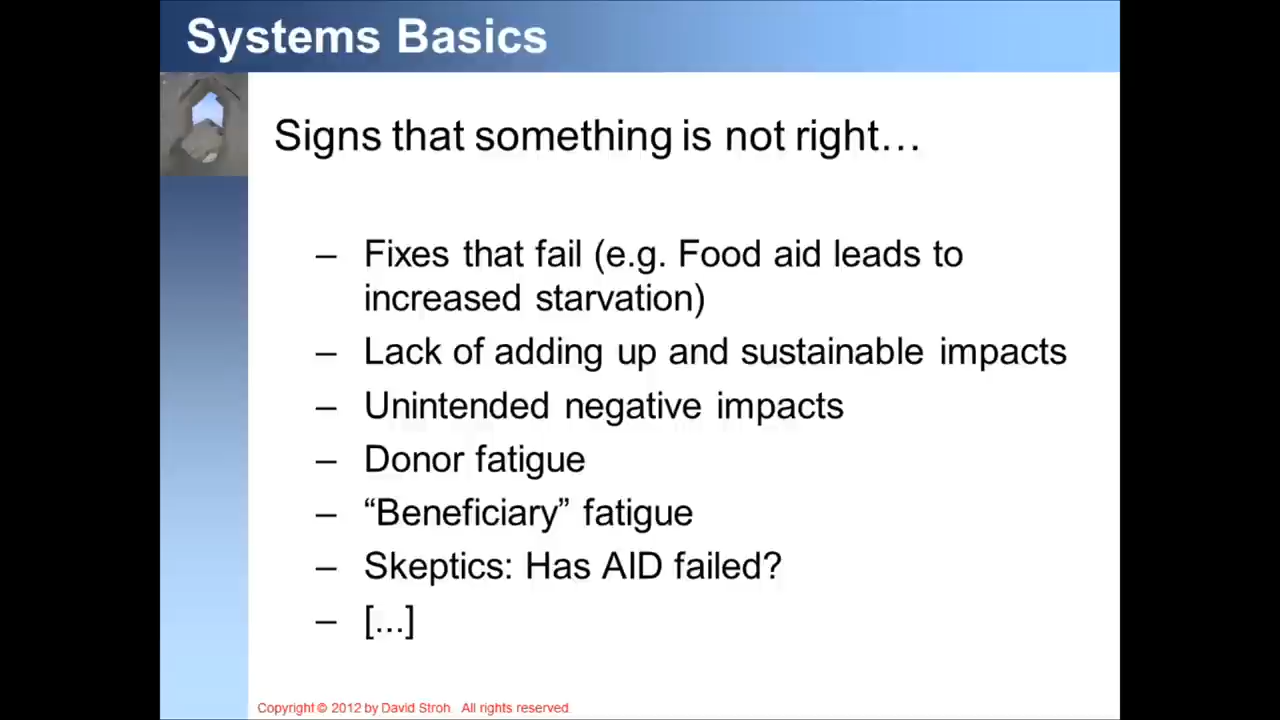 Systems Basics
Signs that something is not right…
– Fixes that fail (e.g. Food aid leads to
increased starvation)
– Lack of adding up and sustainable impacts
– Unintended negative impacts
– Donor fatigue
– “Beneficiary” fatigue
– Skeptics: Has AID failed?
– [...]
Copyright © 2012 by David Stroh All rights reserved